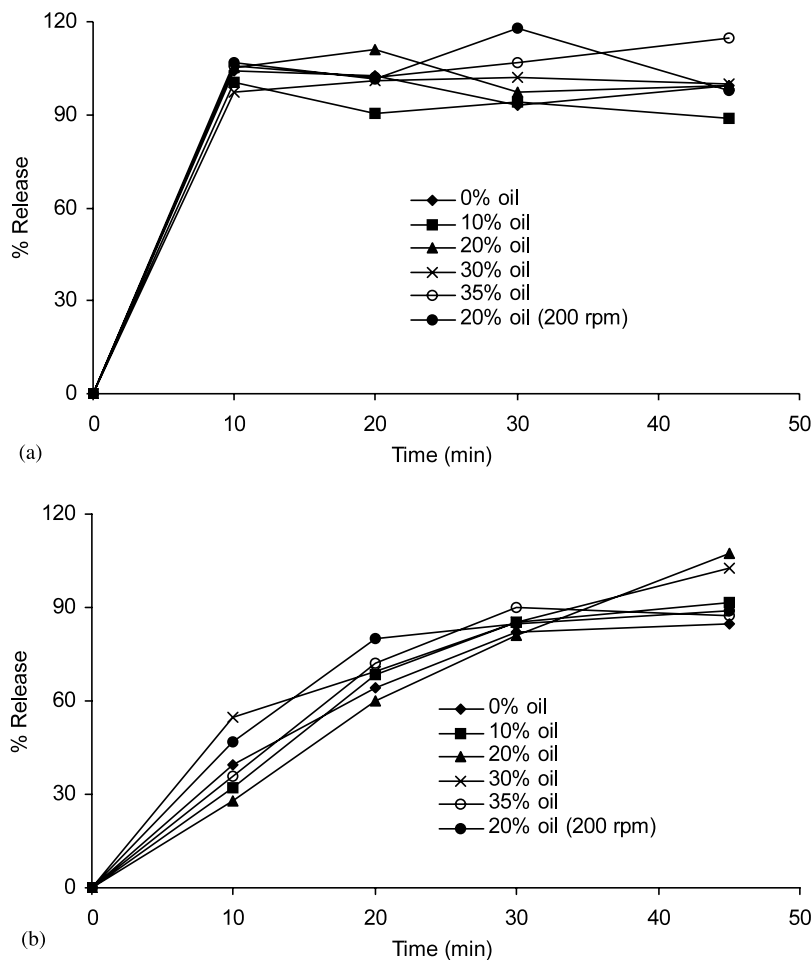 120
90
60
30
0
% Release
0% oil
10% oil
20% oil
30% oil
35% oil
20% oil (200 rpm)
0 10 20 30 40 50
Time (min)
(a)
120
90
60
30
0
% Release
0% oil
10% oil
20% oil
30% oil
35% oil
20% oil (200 rpm)
0 10 20 30 40 50
Time (min)
(b)